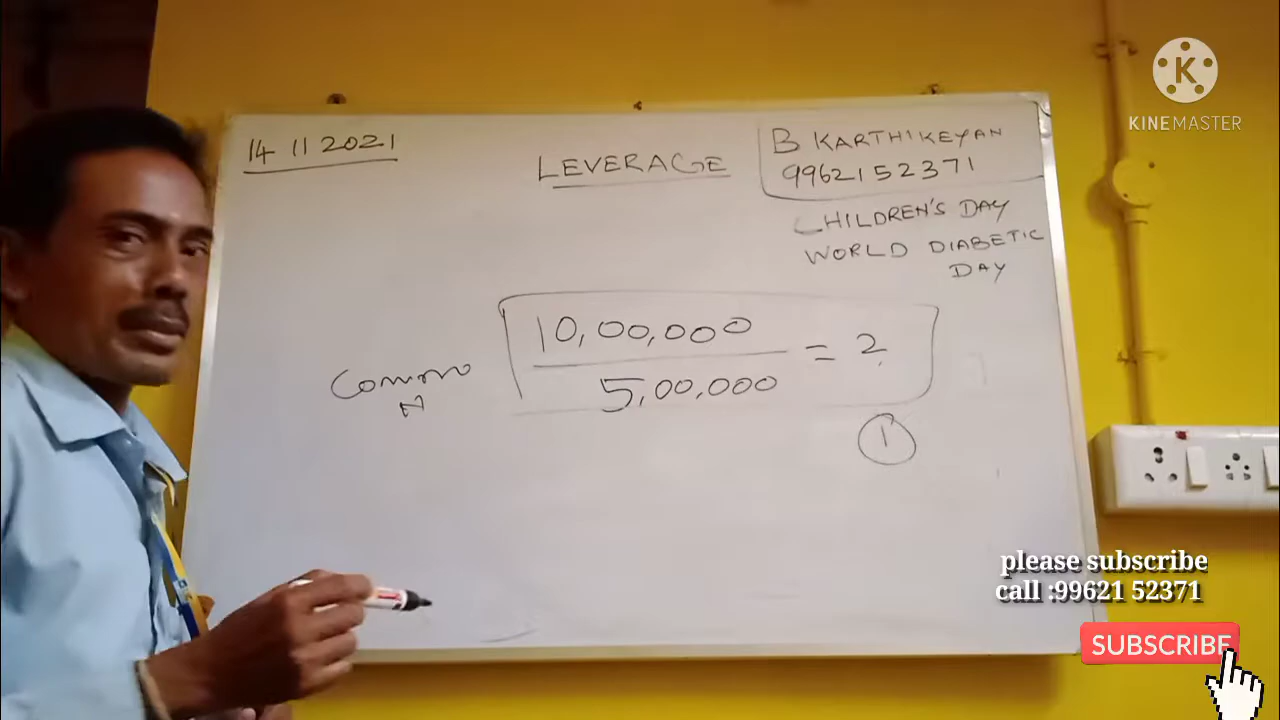 14 11 2021
LEVERAGE
B KARTHIKEYAN
9962152371
CHILDREN'S DAY
WORLD DIABETIC
DAY
10,00,000
5,00,000
= 2
N
1
K
KINEMASTER
please subscribe
call :99621 52371
SUBSCRIBE